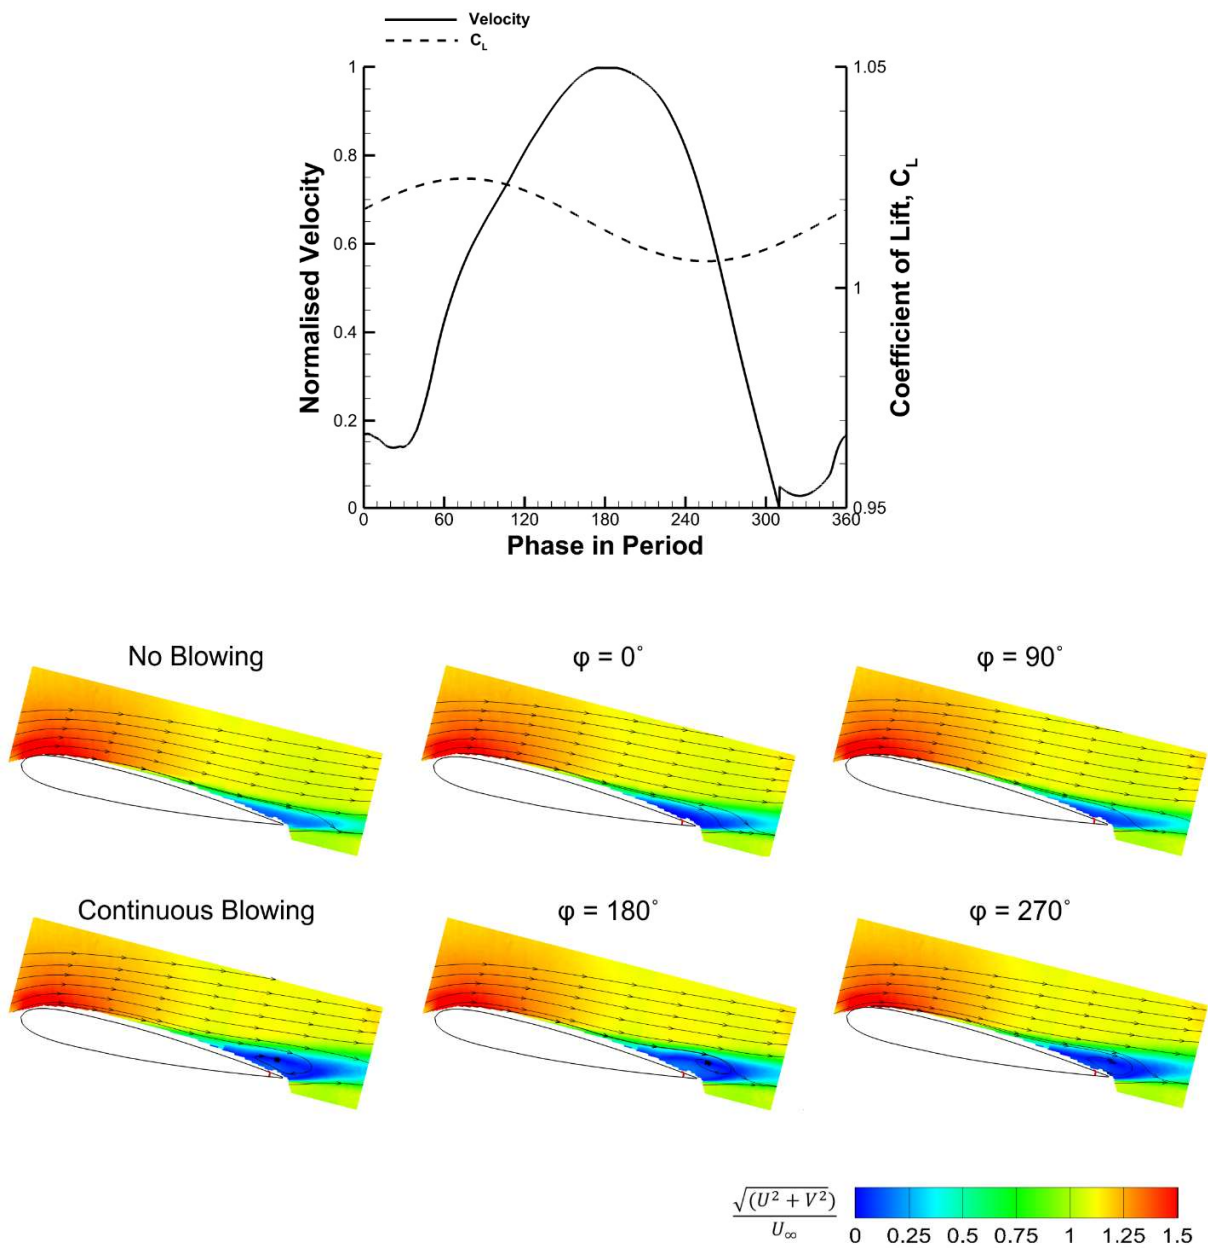 Velocity
C_L
Normalised Velocity
1
0.8
0.6
0.4
0.2
0
1.05
1
0.95
Coefficient of Lift, C_L
0 60 120 180 240 300 360
Phase in Period
No Blowing φ = 0° φ = 90°
Continuous Blowing φ = 180° φ = 270°
√(U² + V²)
U∞
0 0.25 0.5 0.75 1 1.25 1.5